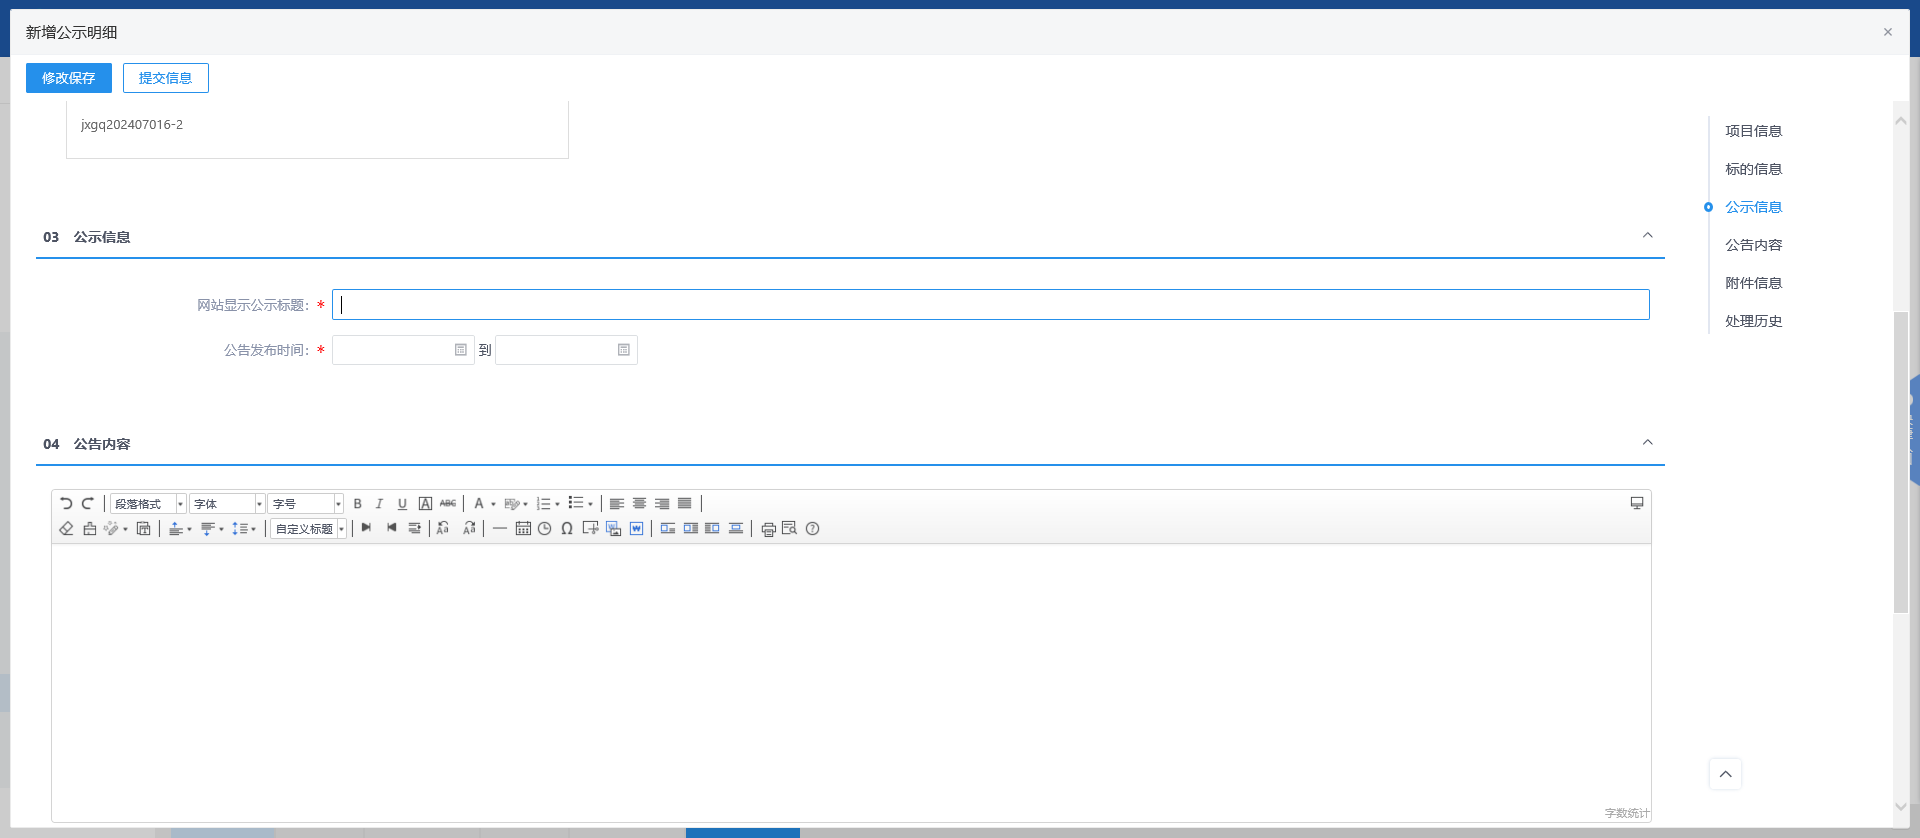 新增公示明细
×
修改保存 提交信息
jxgq202407016-2
项目信息
标的信息
公示信息
公告内容
附件信息
处理历史
03 公示信息
网站显示公示标题： *
公告发布时间： * 到
04 公告内容
段落格式 字体 字号 B I U A ABC A
自定义标题 Aa Aa Ω W ?
字数统计